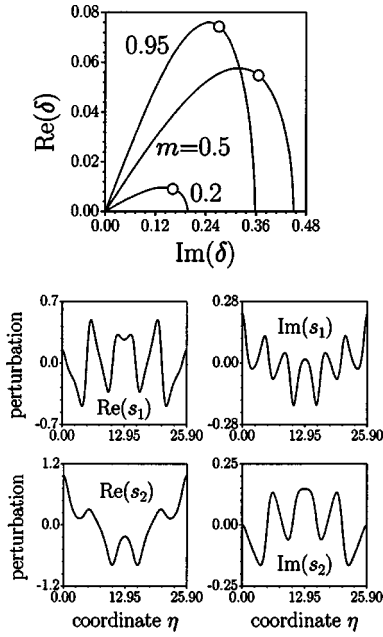 0.08
0.06
0.04
0.02
0.00
Re(δ)
0.95
m=0.5
0.2
0.00 0.12 0.24 0.36 0.48
Im(δ)
0.7
0.0
-0.7
perturbation
Re(s₁)
0.00 12.95 25.90
0.28
0.00
-0.28
Im(s₁)
0.00 12.95 25.90
1.2
0.0
-1.2
perturbation
Re(s₂)
0.00 12.95 25.90
coordinate η
0.25
0.00
-0.25
Im(s₂)
0.00 12.95 25.90
coordinate η